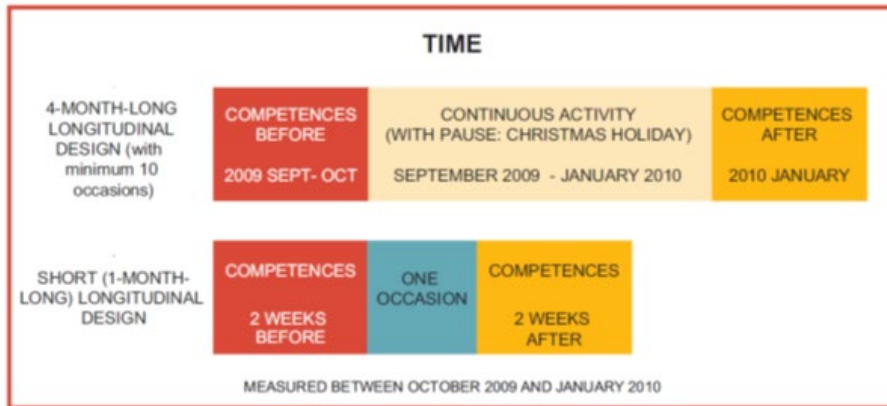 TIME
4-MONTH-LONG
LONGITUDINAL
DESIGN (with
minimum 10
occasions)
COMPETENCES
BEFORE
2009 SEPT- OCT
CONTINUOUS ACTIVITY
(WITH PAUSE: CHRISTMAS HOLIDAY)
SEPTEMBER 2009 - JANUARY 2010
COMPETENCES
AFTER
2010 JANUARY
SHORT (1-MONTH-
LONG) LONGITUDINAL
DESIGN
COMPETENCES
2 WEEKS
BEFORE
ONE
OCCASION
COMPETENCES
2 WEEKS
AFTER
MEASURED BETWEEN OCTOBER 2009 AND JANUARY 2010